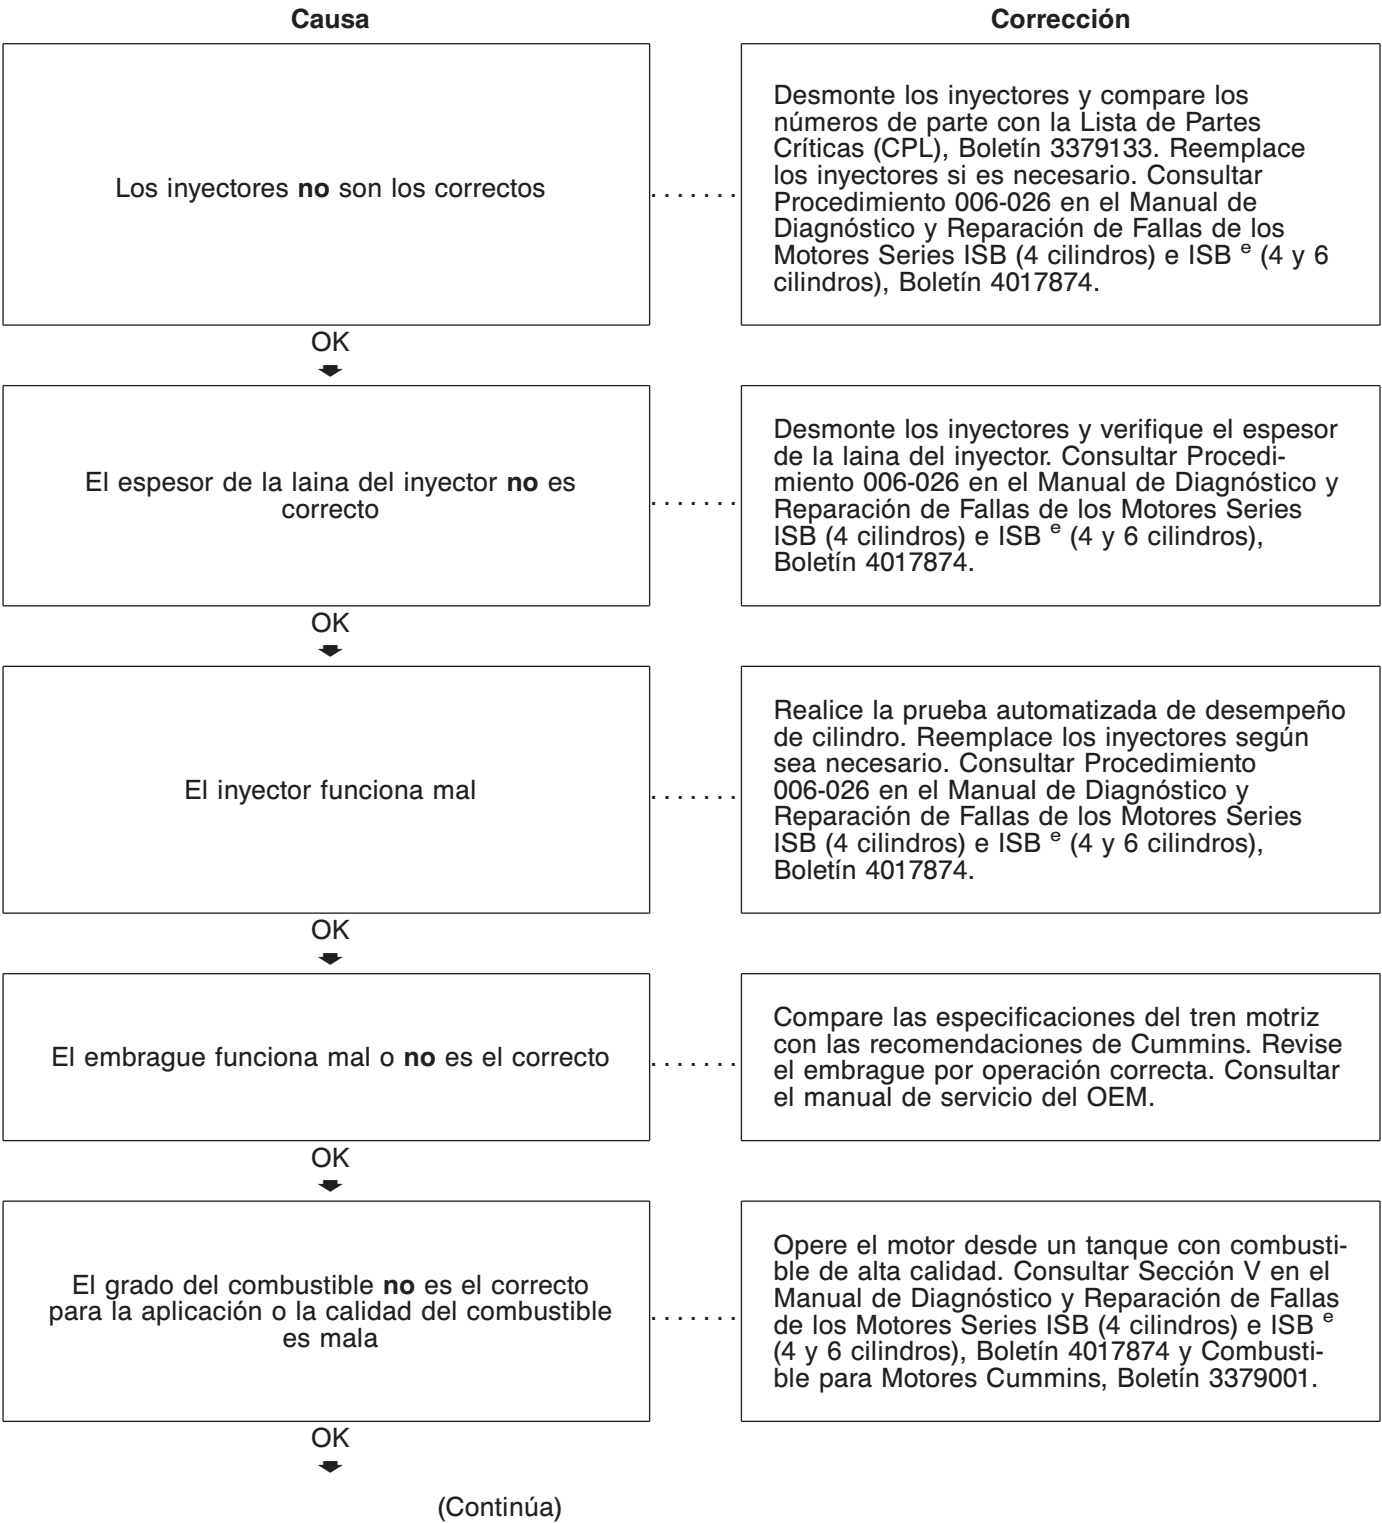 Causa
Corrección
Los inyectores no son los correctos
.......
Desmonte los inyectores y compare los
números de parte con la Lista de Partes
Críticas (CPL), Boletín 3379133. Reemplace
los inyectores si es necesario. Consultar
Procedimiento 006-026 en el Manual de
Diagnóstico y Reparación de Fallas de los
Motores Series ISB (4 cilindros) e ISB e (4 y 6
cilindros), Boletín 4017874.
OK
El espesor de la laina del inyector no es
correcto
.......
Desmonte los inyectores y verifique el espesor
de la laina del inyector. Consultar Procedi-
miento 006-026 en el Manual de Diagnóstico y
Reparación de Fallas de los Motores Series
ISB (4 cilindros) e ISB e (4 y 6 cilindros),
Boletín 4017874.
OK
El inyector funciona mal
.......
Realice la prueba automatizada de desempeño
de cilindro. Reemplace los inyectores según
sea necesario. Consultar Procedimiento
006-026 en el Manual de Diagnóstico y
Reparación de Fallas de los Motores Series
ISB (4 cilindros) e ISB e (4 y 6 cilindros),
Boletín 4017874.
OK
El embrague funciona mal o no es el correcto
.......
Compare las especificaciones del tren motriz
con las recomendaciones de Cummins. Revise
el embrague por operación correcta. Consultar
el manual de servicio del OEM.
OK
El grado del combustible no es el correcto
para la aplicación o la calidad del combustible
es mala
.......
Opere el motor desde un tanque con combusti-
ble de alta calidad. Consultar Sección V en el
Manual de Diagnóstico y Reparación de Fallas
de los Motores Series ISB (4 cilindros) e ISB e
(4 y 6 cilindros), Boletín 4017874 y Combusti-
ble para Motores Cummins, Boletín 3379001.
OK
(Continúa)